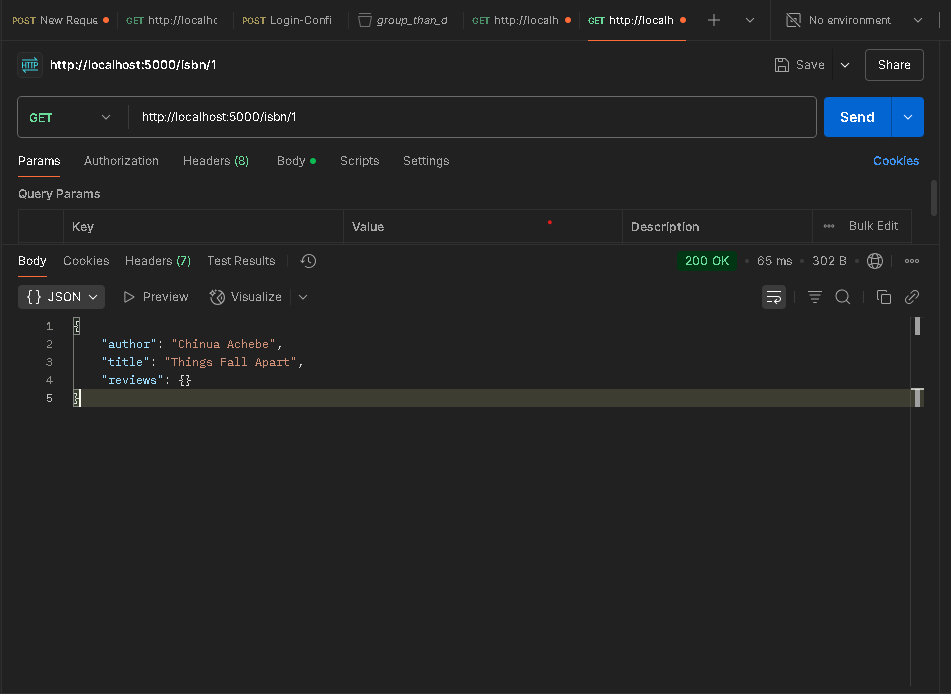 POST New Reque GET http://localhc POST Login-Confi group_than_d GET http://localh GET http://localh No environment
HTTP http://localhost:5000/isbn/1 Save Share
GET http://localhost:5000/isbn/1 Send
Params Authorization Headers (8) Body Scripts Settings Cookies
Query Params
Key Value Description Bulk Edit
Body Cookies Headers (7) Test Results 200 OK 65 ms 302 B
{} JSON Preview Visualize
1 {
2 "author": "Chinua Achebe",
3 "title": "Things Fall Apart",
4 "reviews": {}
5 }